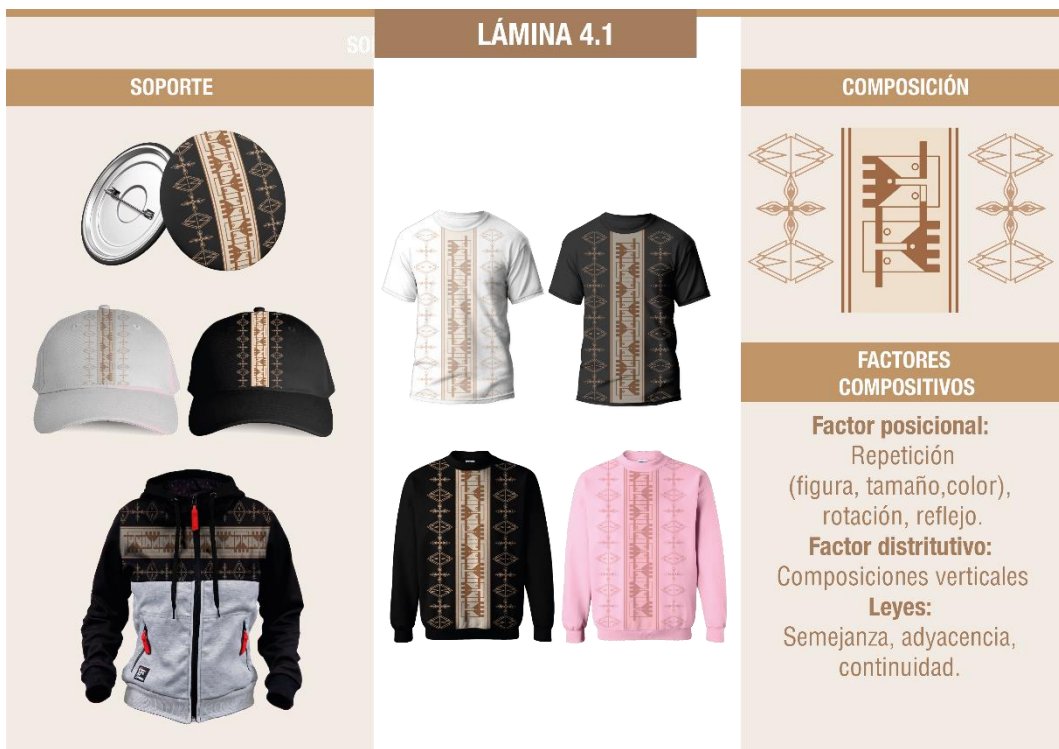 LÁMINA 4.1
SO
SOPORTE
COMPOSICIÓN
FACTORES
COMPOSITIVOS
Factor posicional:
Repetición
(figura, tamaño,color),
rotación, reflejo.
Factor distritutivo:
Composiciones verticales
Leyes:
Semejanza, adyacencia,
continuidad.